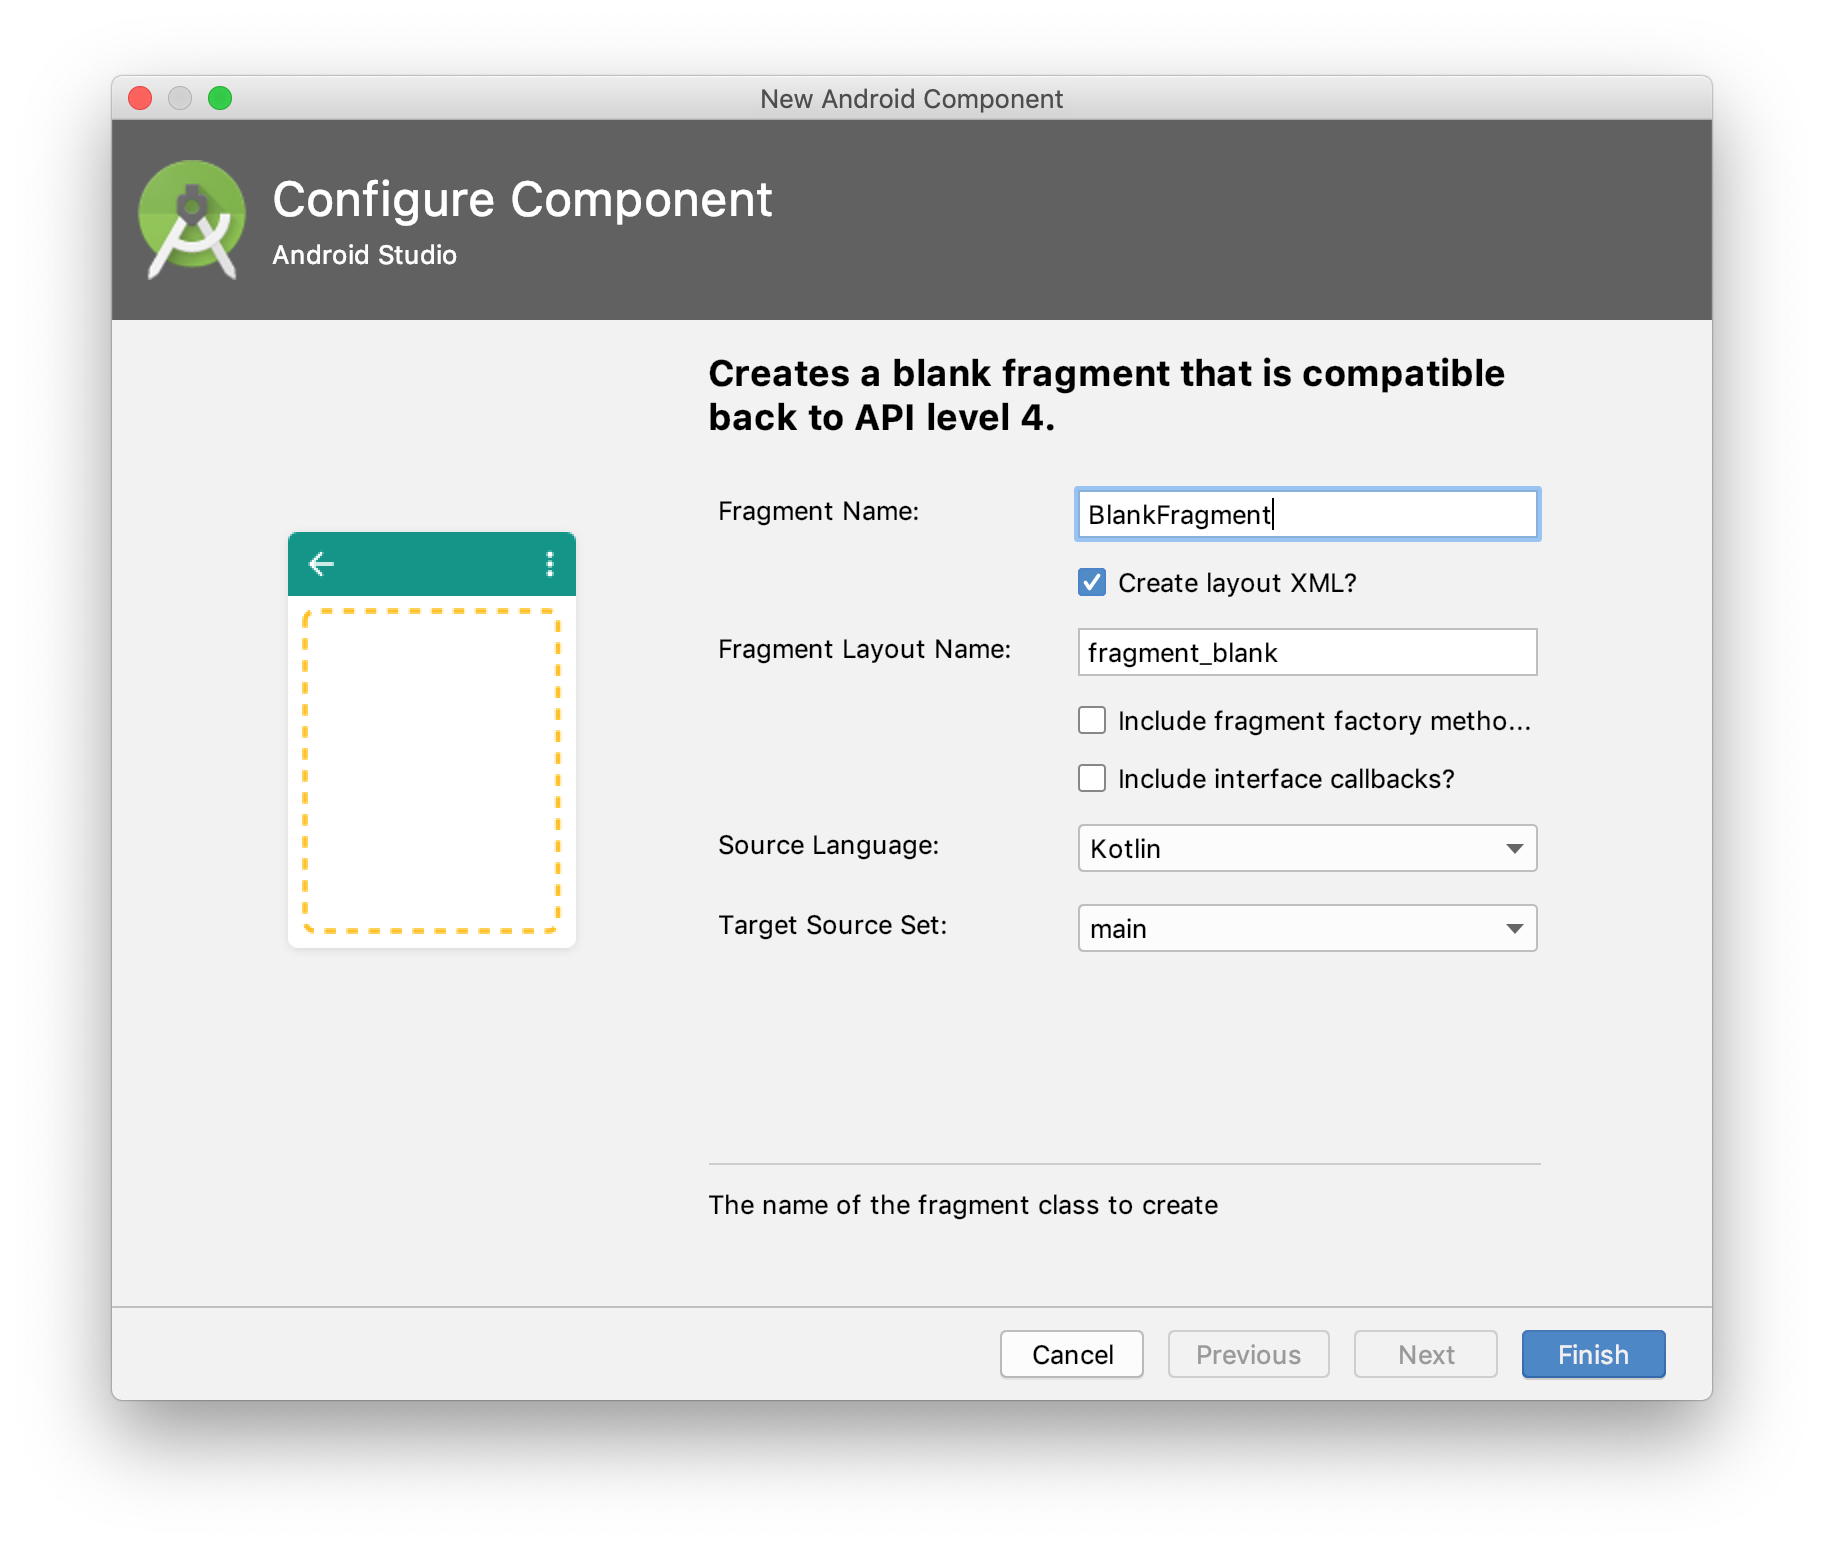 New Android Component
Configure Component
Android Studio
Creates a blank fragment that is compatible
back to API level 4.
Fragment Name:
BlankFragment
Create layout XML?
Fragment Layout Name:
fragment_blank
Include fragment factory metho...
Include interface callbacks?
Source Language:
Kotlin
Target Source Set:
main
The name of the fragment class to create
Cancel
Previous
Next
Finish